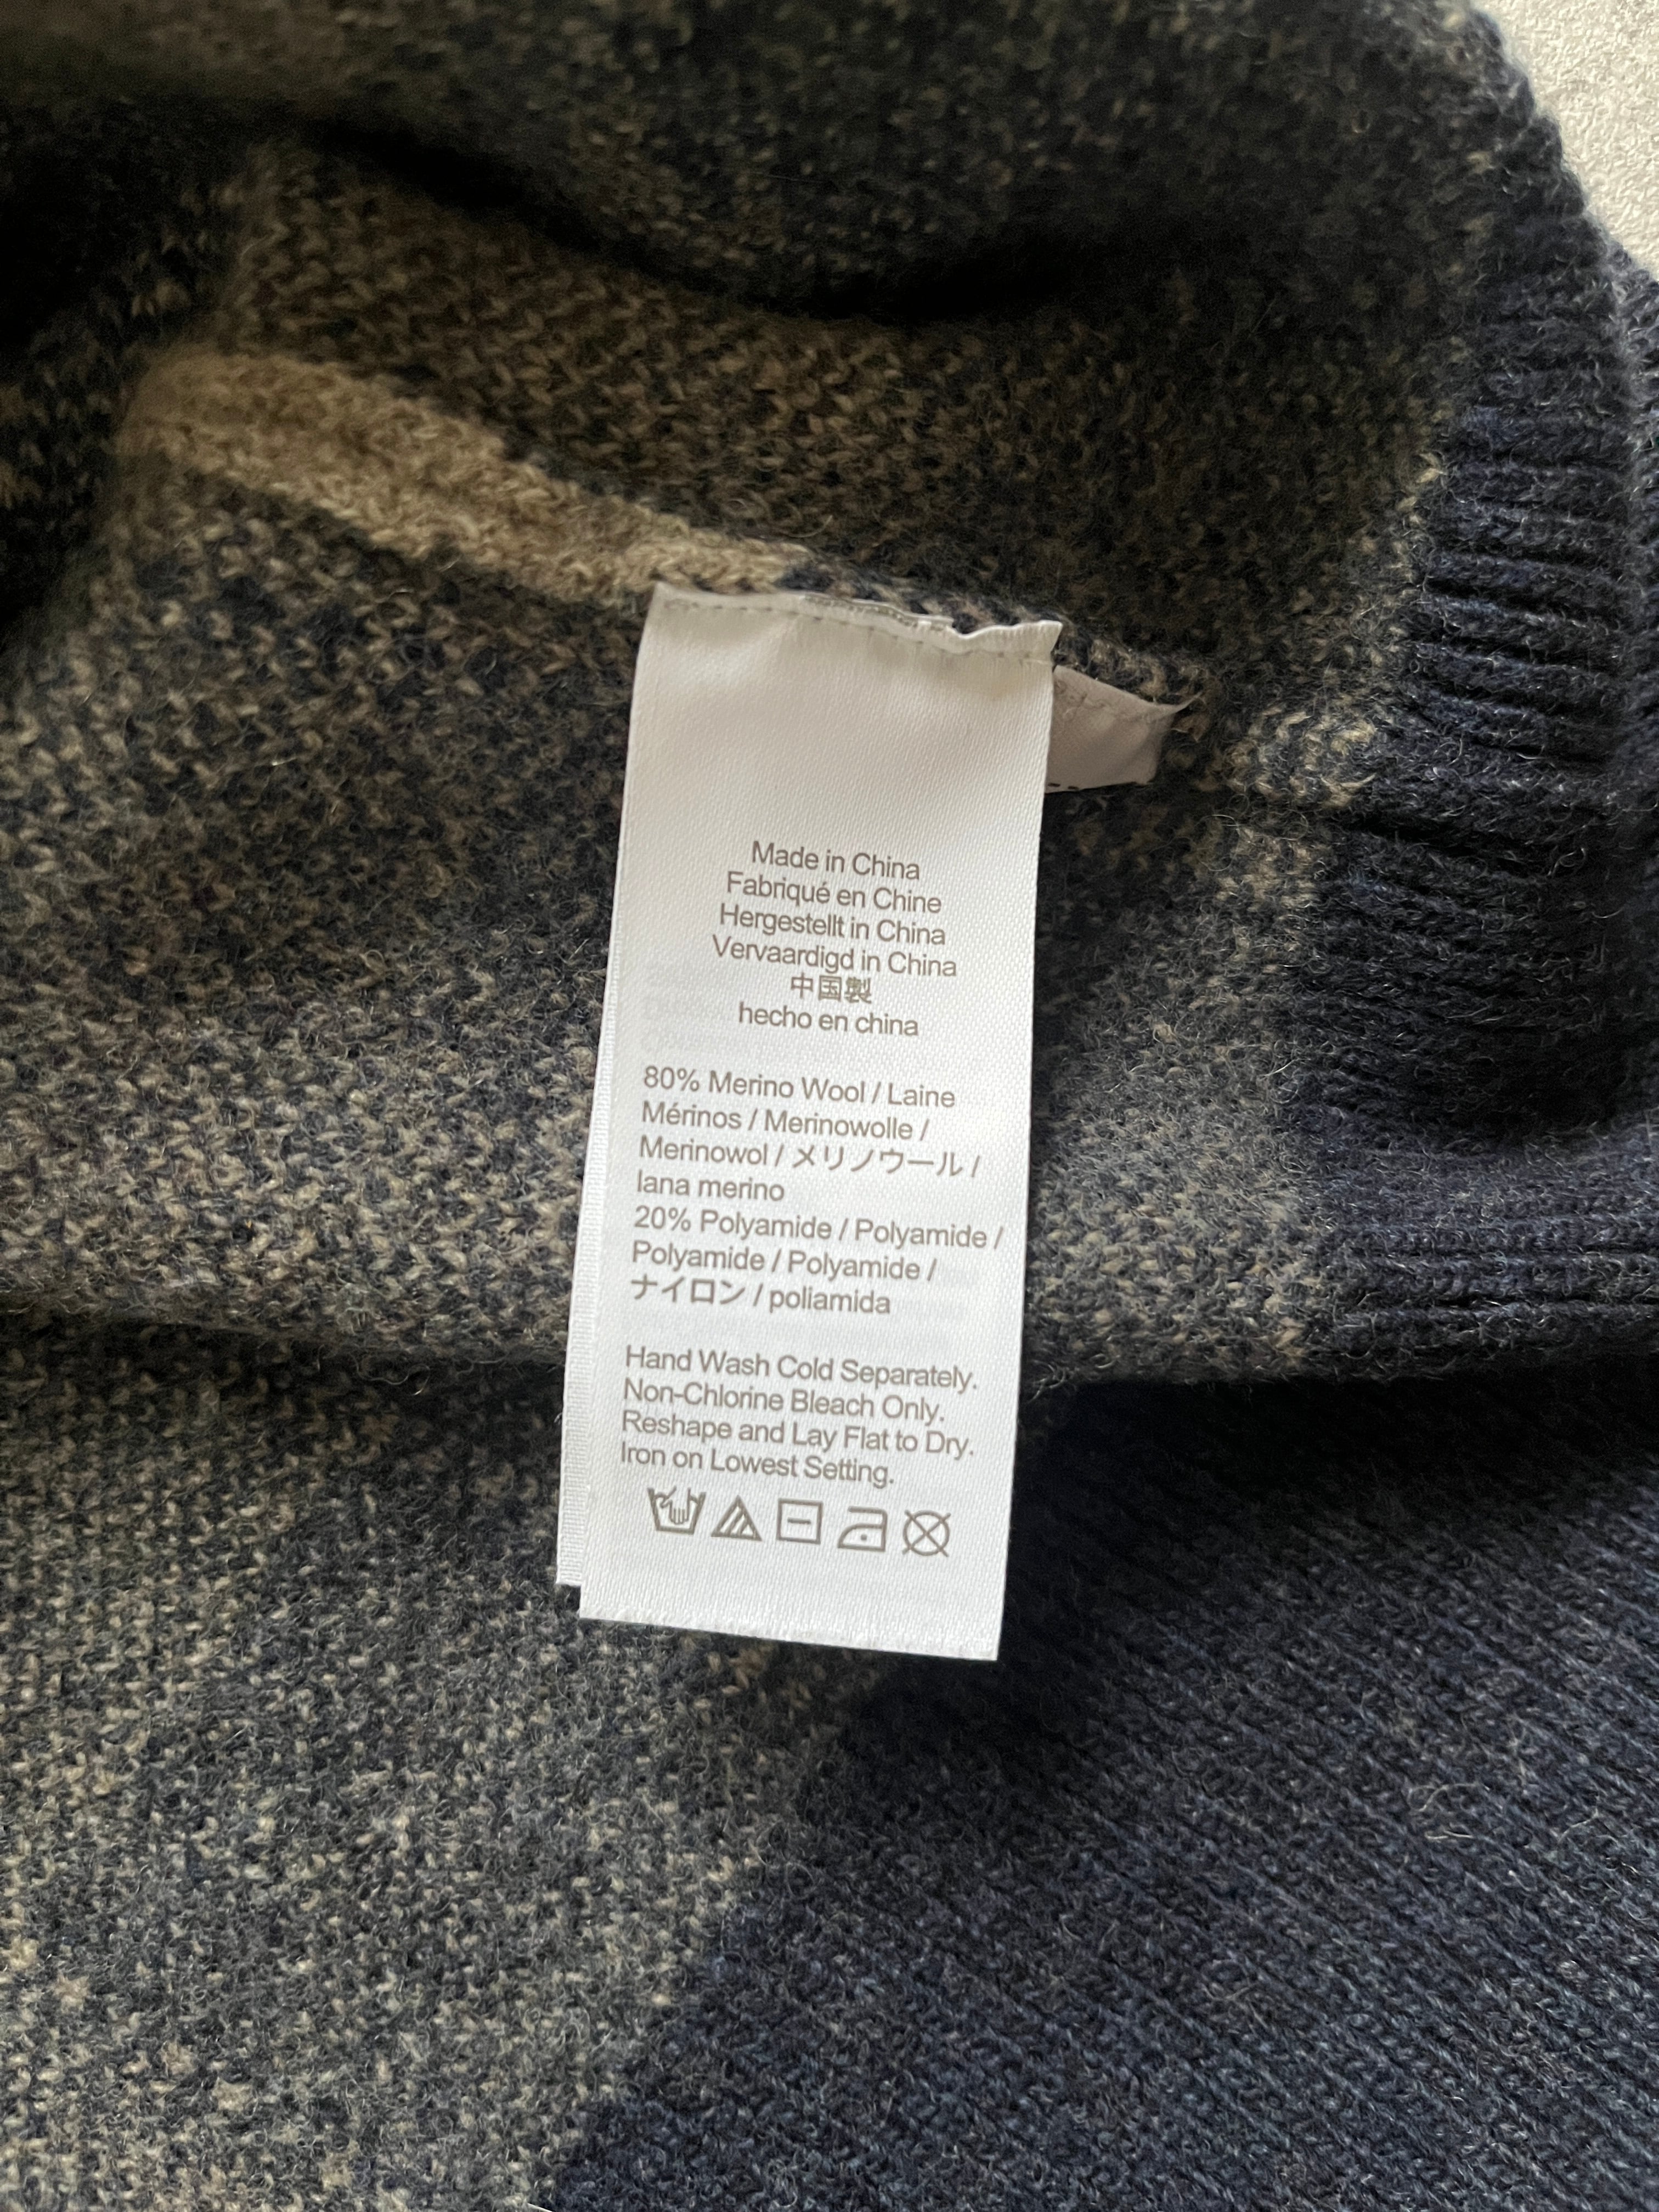 Made in China
Fabriqué en Chine
Hergestellt in China
Vervaardigd in China
中国製
hecho en china
80% Merino Wool / Laine
Mérinos / Merinowolle /
Merinowol / メリノウール /
lana merino
20% Polyamide / Polyamide /
Polyamide / Polyamide /
ナイロン / poliamida
Hand Wash Cold Separately.
Non-Chlorine Bleach Only.
Reshape and Lay Flat to Dry.
Iron on Lowest Setting.